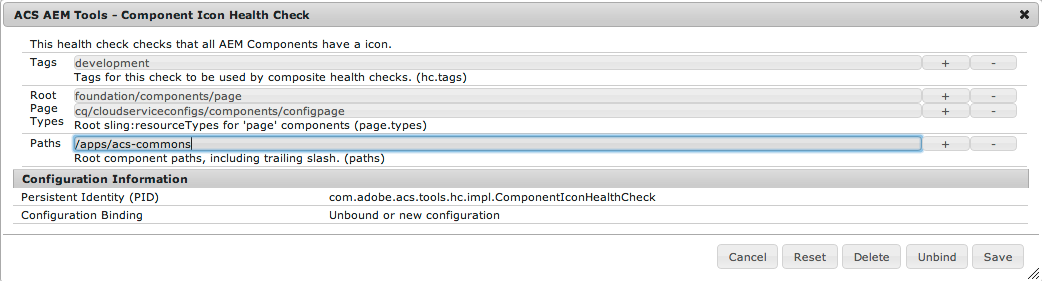 ACS AEM Tools - Component Icon Health Check ✖
This health check checks that all AEM Components have a icon.
Tags development + -
Tags for this check to be used by composite health checks. (hc.tags)
Root foundation/components/page + -
Page cq/cloudserviceconfigs/components/configpage + -
Types Root sling:resourceTypes for 'page' components (page.types)
Paths /apps/acs-commons + -
Root component paths, including trailing slash. (paths)
Configuration Information
Persistent Identity (PID) com.adobe.acs.tools.hc.impl.ComponentIconHealthCheck
Configuration Binding Unbound or new configuration
Cancel Reset Delete Unbind Save